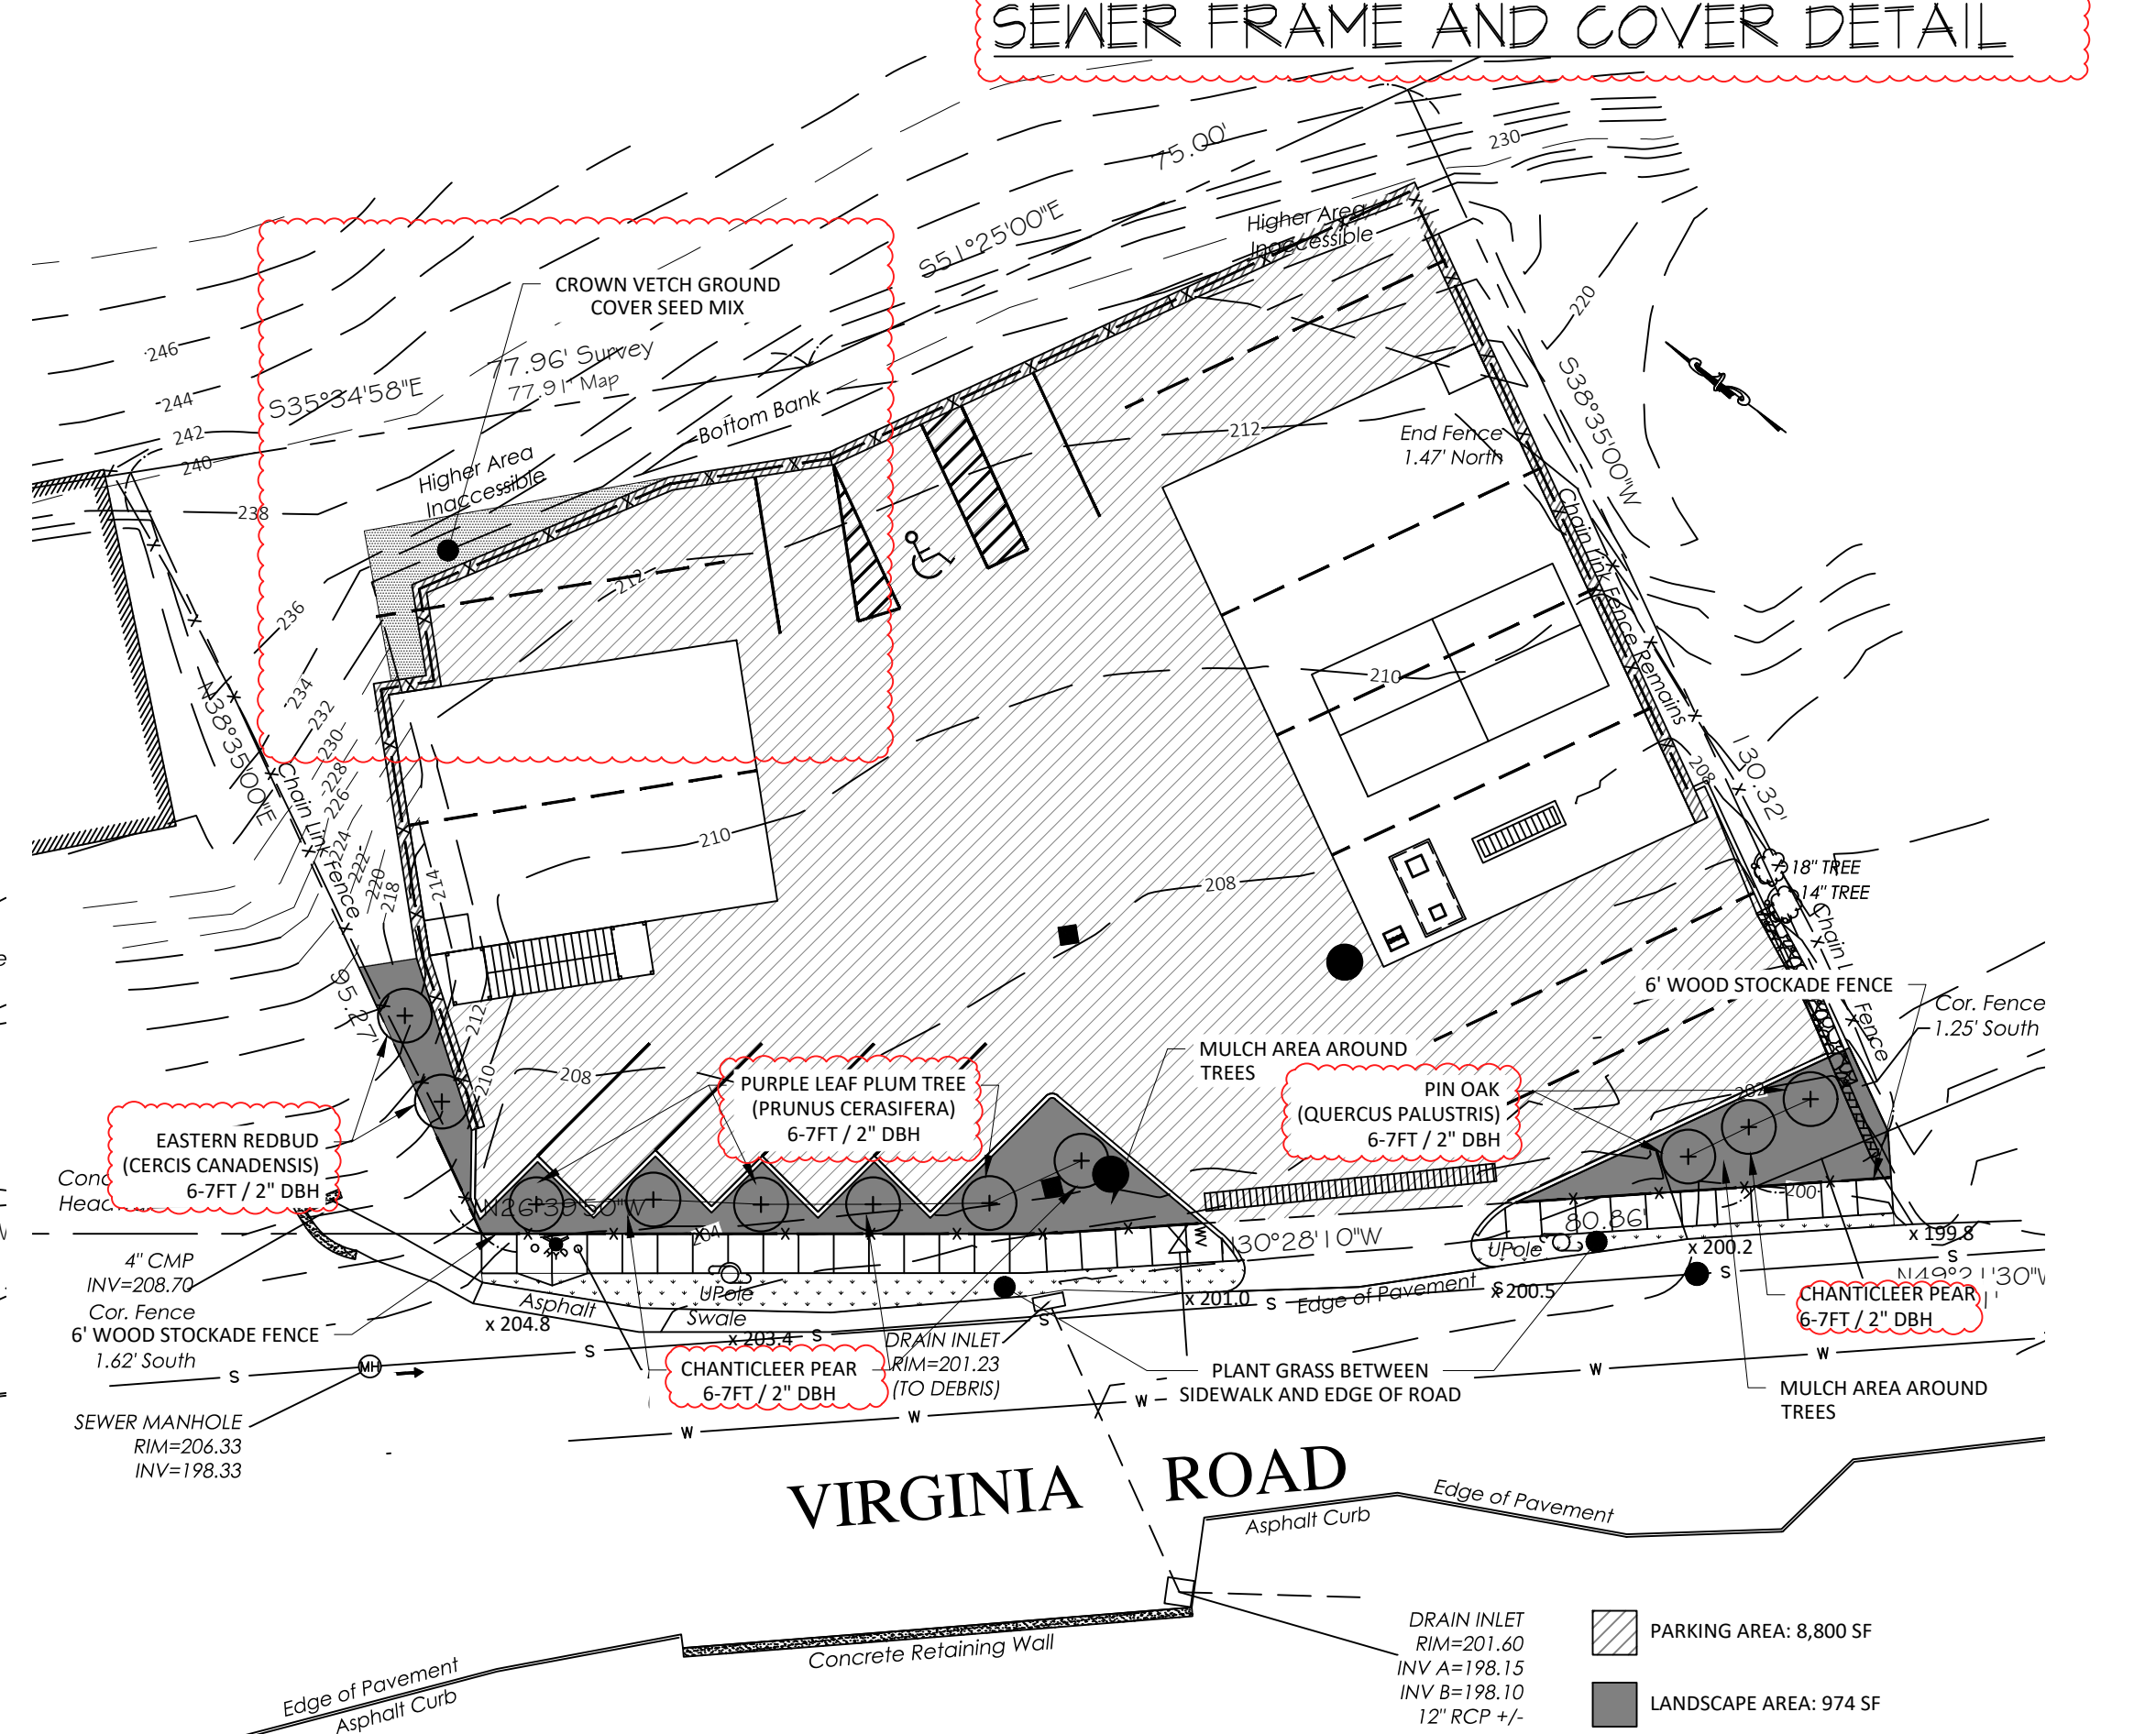 SEWER FRAME AND COVER DETAIL
75.00'
230
S51°25'00"E
Higher Area
Inaccessible
CROWN VETCH GROUND
COVER SEED MIX
220
246
77.96' Survey
77.91' Map
S35°34'58"E
244
242
240
Bottom Bank
S38°35'00"W
212
End Fence
1.47' North
Higher Area
Inaccessible
238
Chain Link Fence Remains
212
236
234
232
230
228
226
224
222
220
218
N38°35'00"E
Chain Link Fence
210
208
130.32'
210
214
208
18" TREE
14" TREE
Chain
Fence
95.27'
212
210
6' WOOD STOCKADE FENCE
Cor. Fence
1.25' South
MULCH AREA AROUND
TREES
208
PURPLE LEAF PLUM TREE
(PRUNUS CERASIFERA)
6-7FT / 2" DBH
PIN OAK
(QUERCUS PALUSTRIS)
6-7FT / 2" DBH
202
EASTERN REDBUD
(CERCIS CANADENSIS)
6-7FT / 2" DBH
Conc
Hea
N26°39'50"W
204
N30°28'10"W
80.86'
200
UPole
x 200.2
x 199.8
S
4" CMP
INV=208.70
Cor. Fence
1.62' South
6' WOOD STOCKADE FENCE
Asphalt
Swale
UPole
x 204.8
x 203.4
S
S
x 201.0
S
Edge of Pavement
S
x 200.5
S
N49°21'30"W
CHANTICLEER PEAR
6-7FT / 2" DBH
DRAIN INLET
RIM=201.23
(TO DEBRIS)
CHANTICLEER PEAR
6-7FT / 2" DBH
PLANT GRASS BETWEEN
SIDEWALK AND EDGE OF ROAD
MULCH AREA AROUND
TREES
MH
S
S
W
W
W
W
W
SEWER MANHOLE
RIM=206.33
INV=198.33
VIRGINIA ROAD
Edge of Pavement
Asphalt Curb
Concrete Retaining Wall
Edge of Pavement
Asphalt Curb
DRAIN INLET
RIM=201.60
INV A=198.15
INV B=198.10
12" RCP +/-
PARKING AREA: 8,800 SF
LANDSCAPE AREA: 974 SF